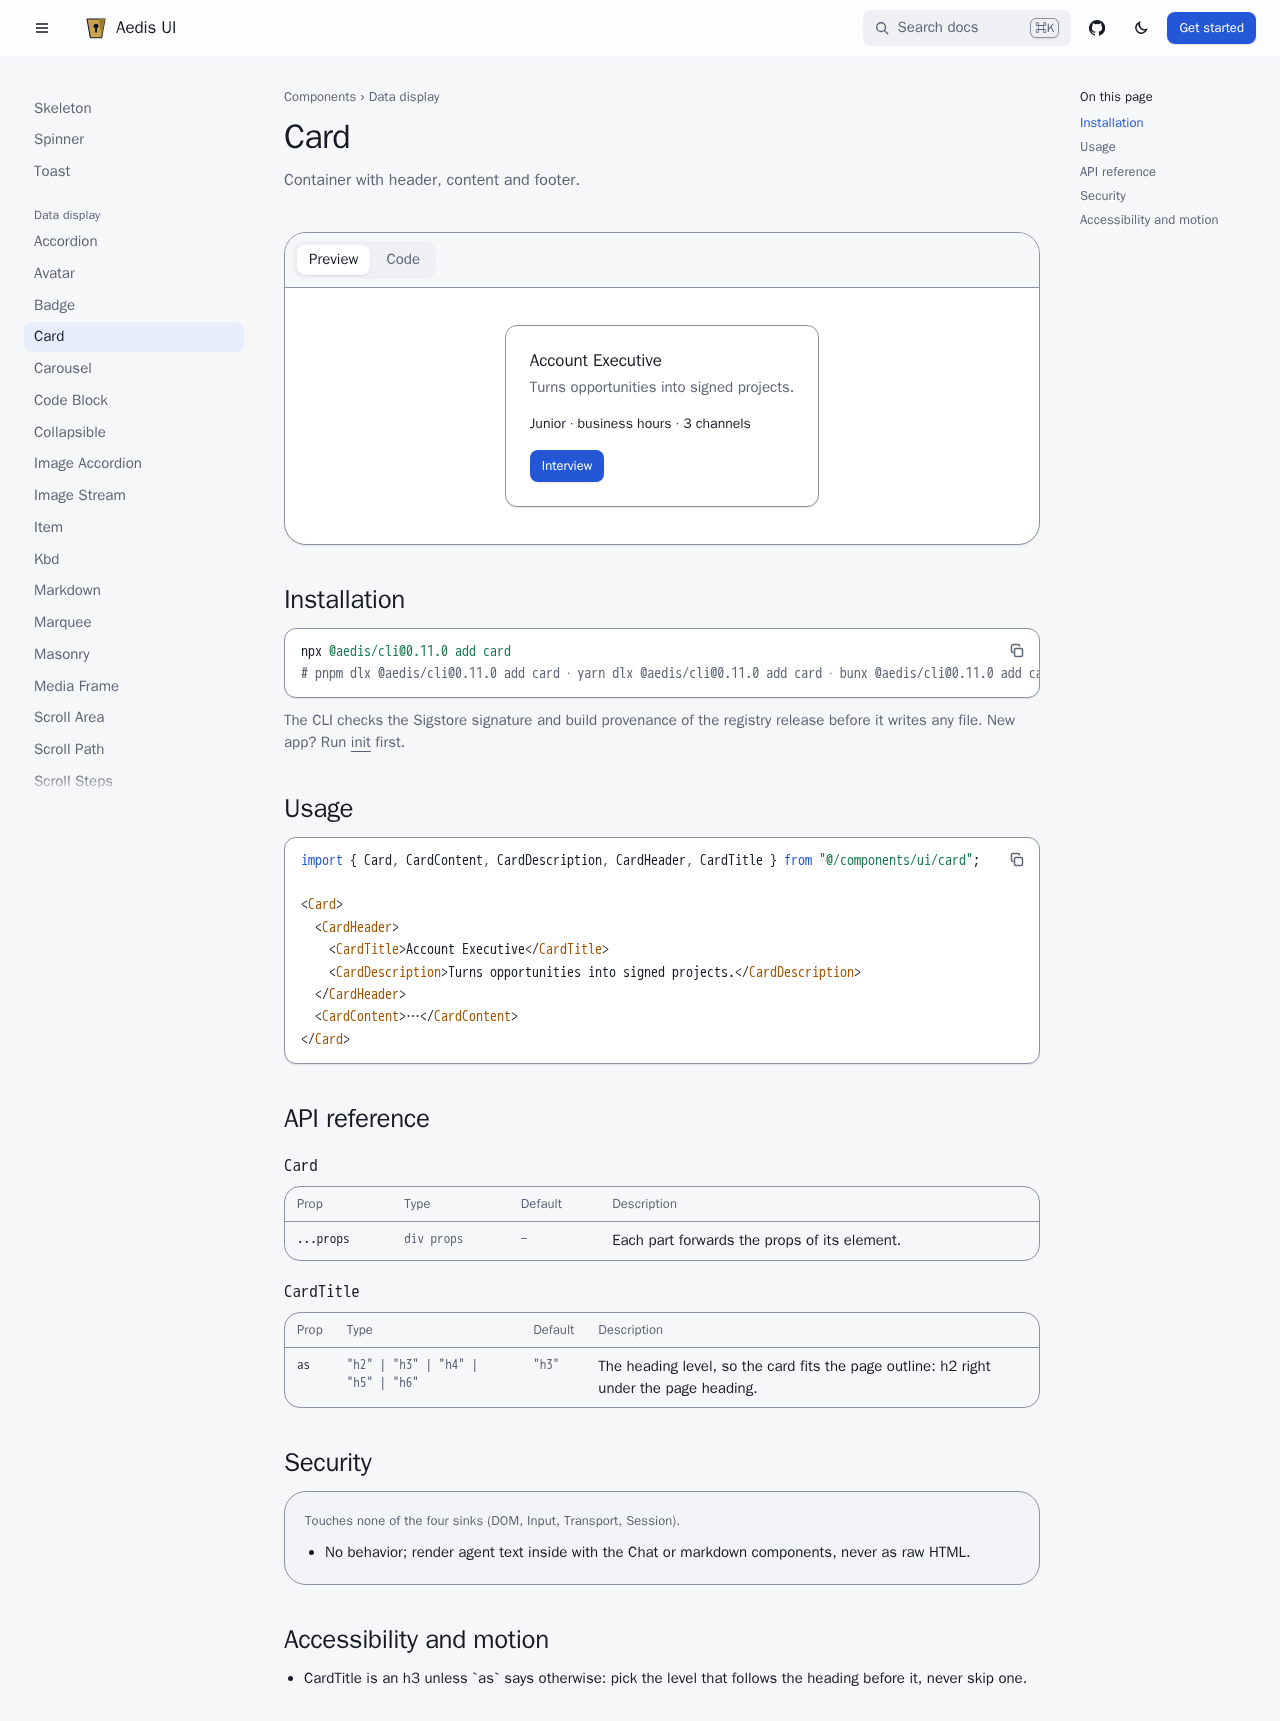 Aedis UI
Search docs
⌘K
Get started
Skeleton
Spinner
Toast
Data display
Accordion
Avatar
Badge
Card
Carousel
Code Block
Collapsible
Image Accordion
Image Stream
Item
Kbd
Markdown
Marquee
Masonry
Media Frame
Scroll Area
Scroll Path
Scroll Steps
Components › Data display
Card
Container with header, content and footer.
Preview
Code
Account Executive
Turns opportunities into signed projects.
Junior · business hours · 3 channels
Interview
Installation
npx @aedis/cli@0.11.0 add card
# pnpm dlx @aedis/cli@0.11.0 add card · yarn dlx @aedis/cli@0.11.0 add card · bunx @aedis/cli@0.11.0 add ca
The CLI checks the Sigstore signature and build provenance of the registry release before it writes any file. New
app? Run init first.
Usage
import { Card, CardContent, CardDescription, CardHeader, CardTitle } from "@/components/ui/card";
<Card>
<CardHeader>
<CardTitle>Account Executive</CardTitle>
<CardDescription>Turns opportunities into signed projects.</CardDescription>
</CardHeader>
<CardContent>…</CardContent>
</Card>
API reference
Card
Prop Type Default Description
...props div props — Each part forwards the props of its element.
CardTitle
Prop Type Default Description
as "h2" | "h3" | "h4" | "h3" The heading level, so the card fits the page outline: h2 right
"h5" | "h6" under the page heading.
Security
Touches none of the four sinks (DOM, Input, Transport, Session).
• No behavior; render agent text inside with the Chat or markdown components, never as raw HTML.
Accessibility and motion
• CardTitle is an h3 unless `as` says otherwise: pick the level that follows the heading before it, never skip one.
On this page
Installation
Usage
API reference
Security
Accessibility and motion